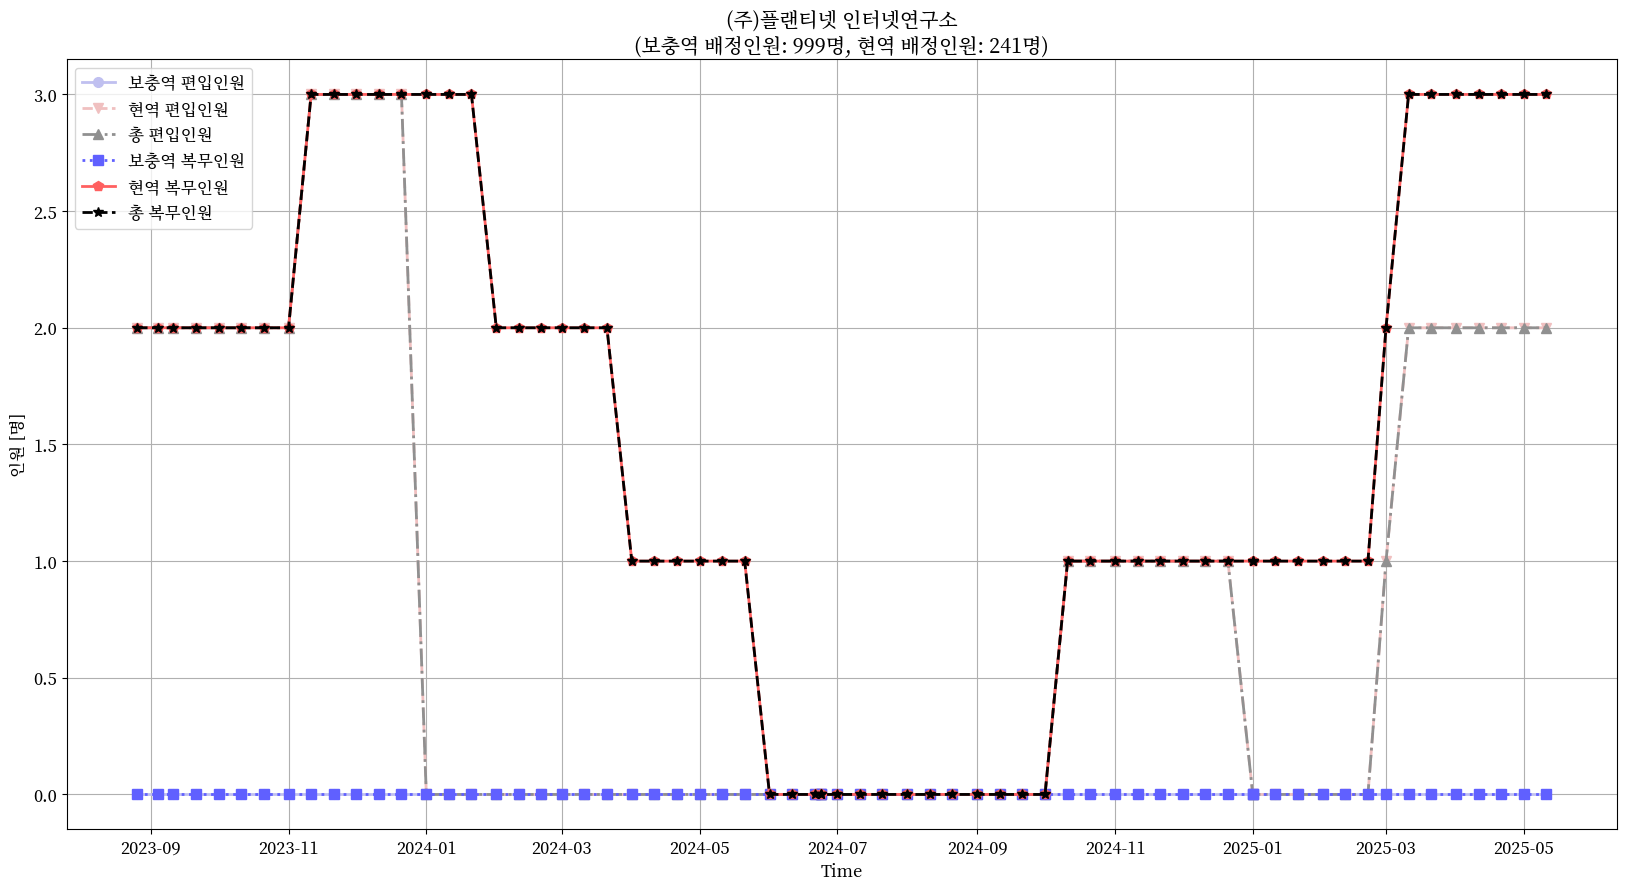 (주)플랜티넷 인터넷연구소
(보충역 배정인원: 999명, 현역 배정인원: 241명)
보충역 편입인원
현역 편입인원
총 편입인원
보충역 복무인원
현역 복무인원
총 복무인원
인원 [명]
3.0
2.5
2.0
1.5
1.0
0.5
0.0
2023-09 2023-11 2024-01 2024-03 2024-05 2024-07 2024-09 2024-11 2025-01 2025-03 2025-05
Time